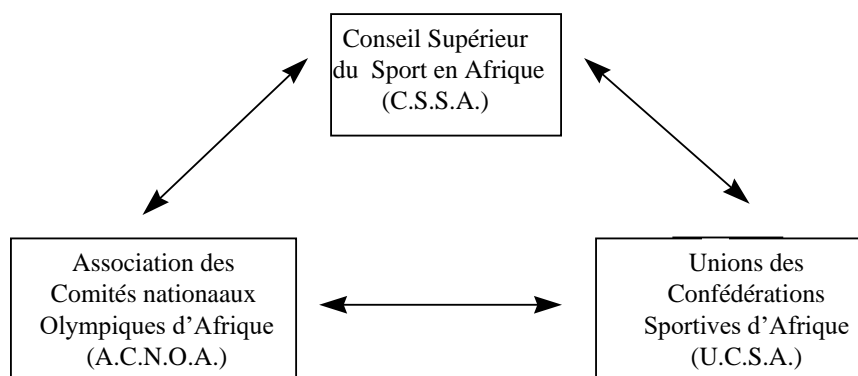 Conseil Supérieur
du Sport en Afrique
(C.S.S.A.)
Association des
Comités nationaaux
Olympiques d'Afrique
(A.C.N.O.A.)
Unions des
Confédérations
Sportives d'Afrique
(U.C.S.A.)